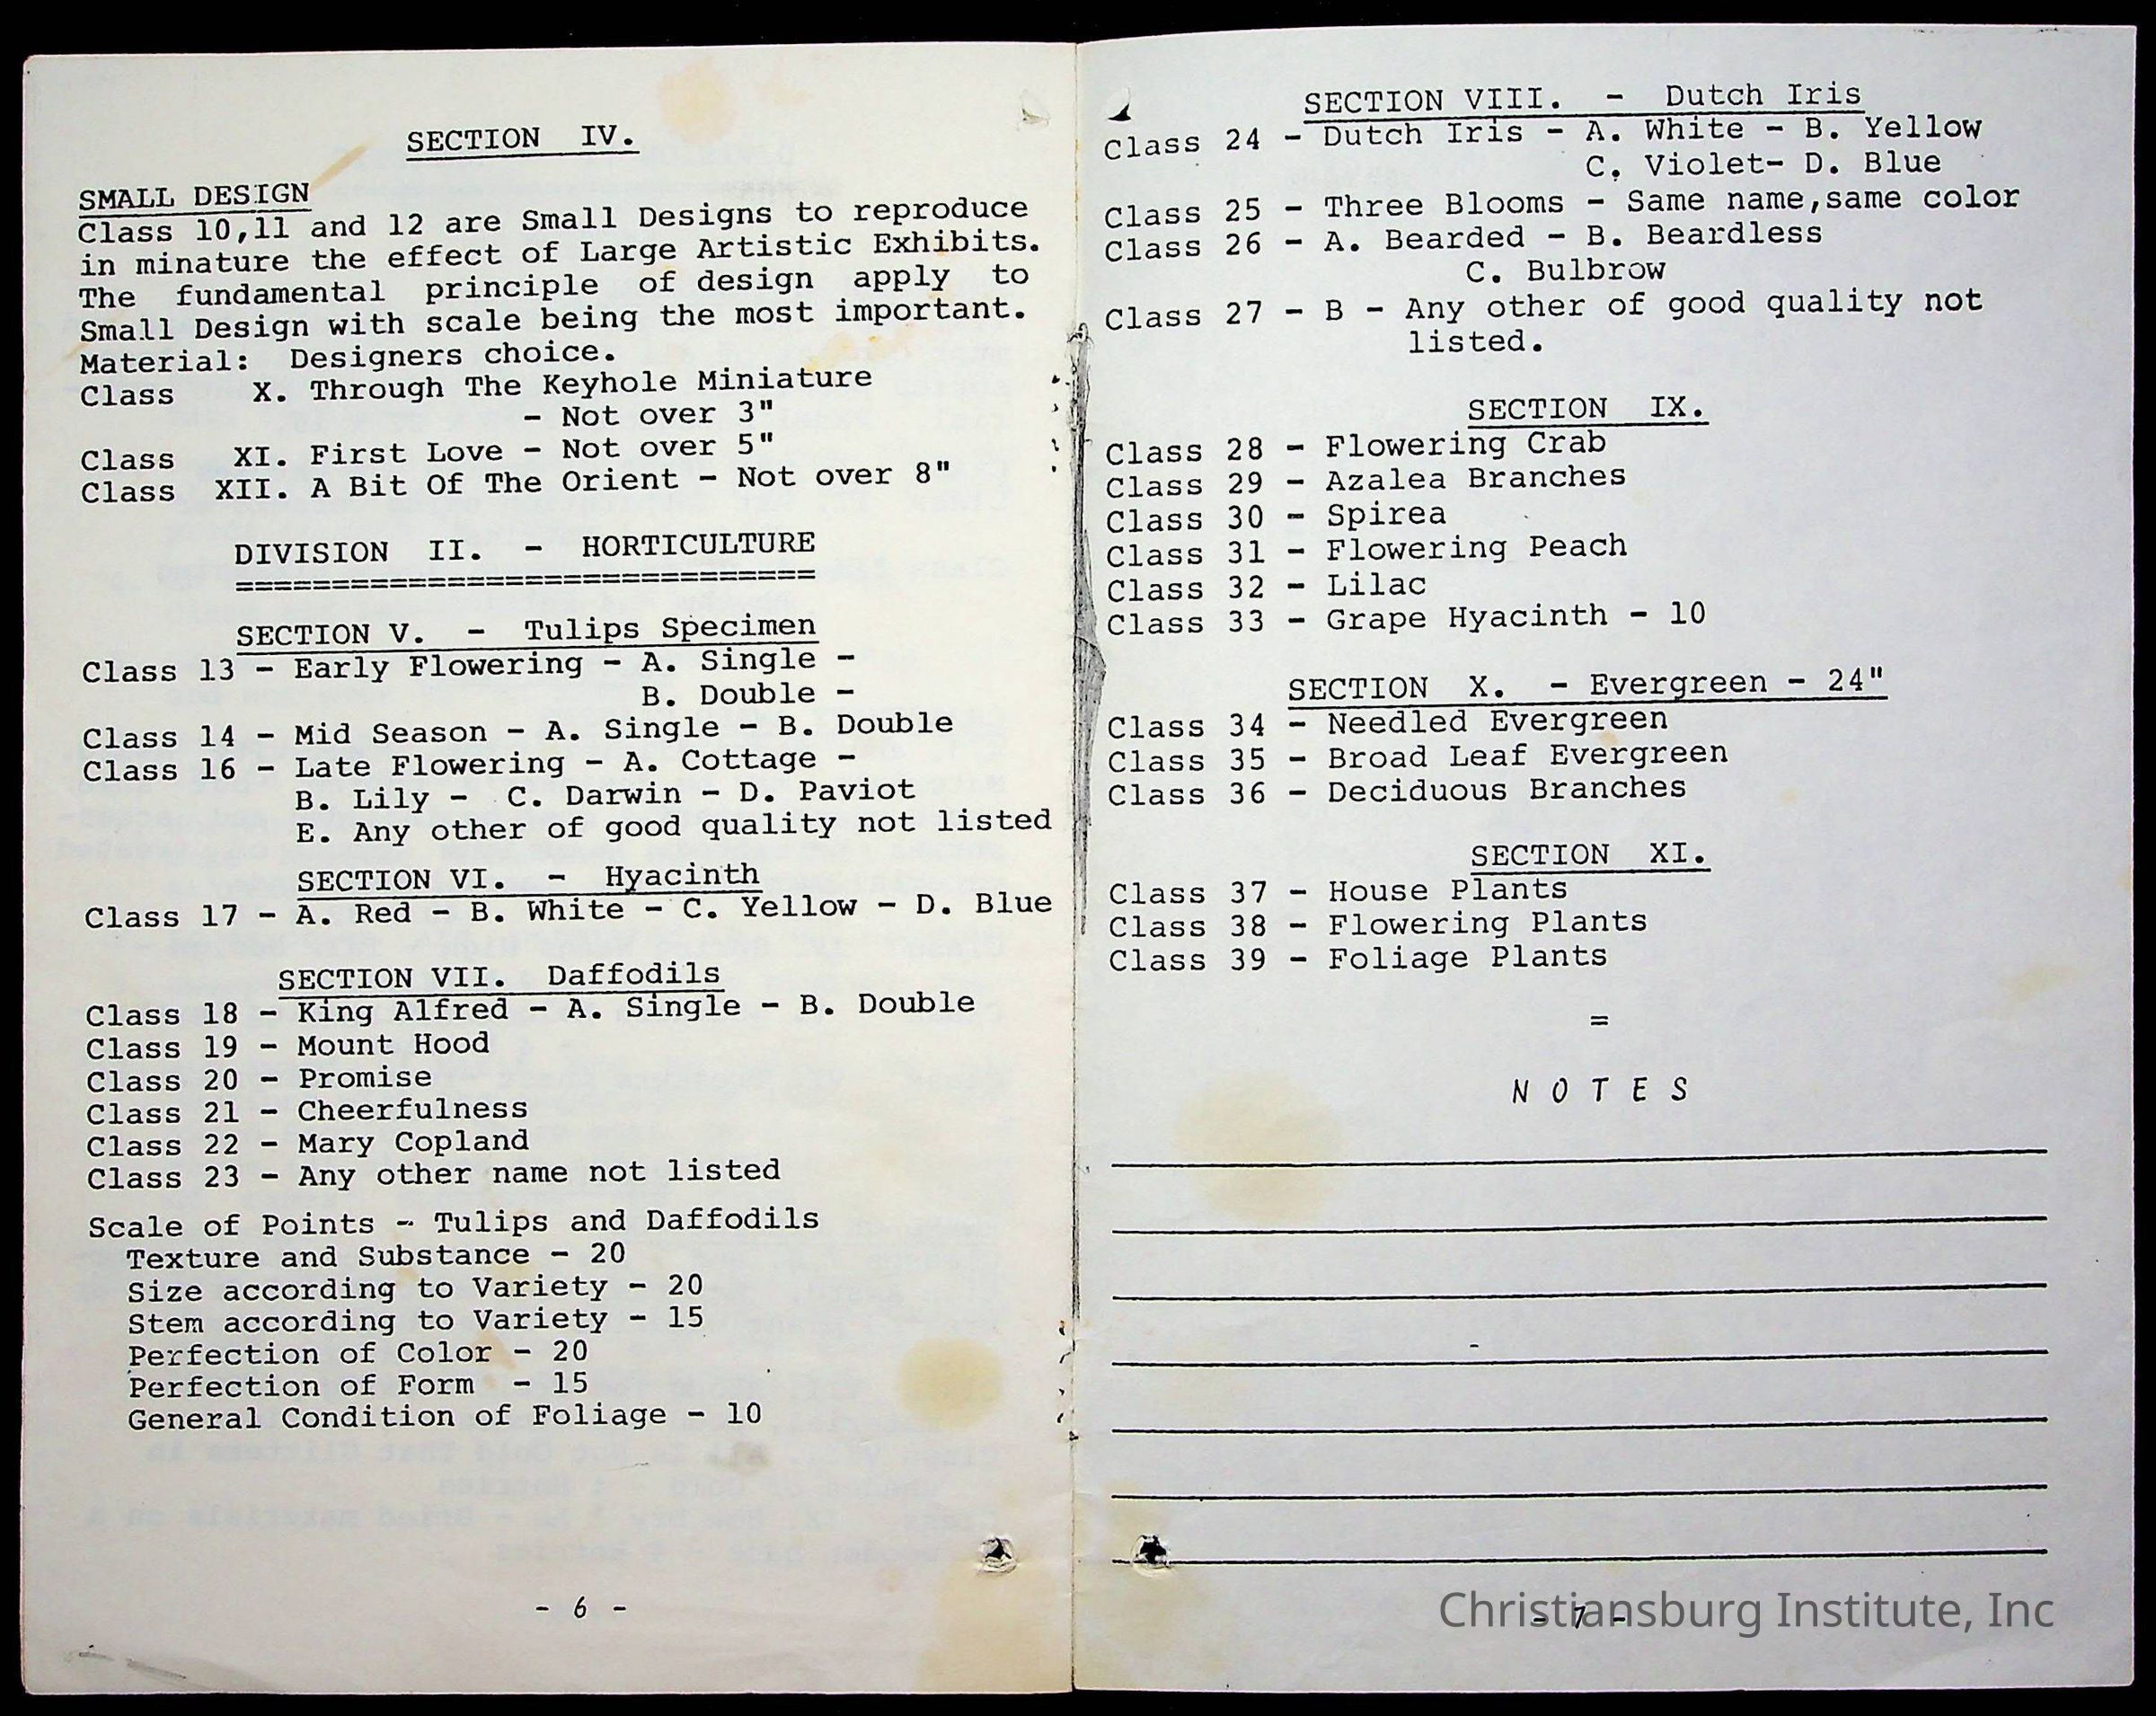 SECTION IV.
SMALL DESIGN
Class 10,11 and 12 are Small Designs to reproduce
in minature the effect of Large Artistic Exhibits.
The fundamental principle of design apply to
Small Design with scale being the most important.
Material: Designers choice.
Class X. Through The Keyhole Miniature
- Not over 3"
Class XI. First Love - Not over 5"
Class XII. A Bit Of The Orient - Not over 8"
DIVISION II. - HORTICULTURE
==============================
SECTION V. - Tulips Specimen
Class 13 - Early Flowering - A. Single -
B. Double -
Class 14 - Mid Season - A. Single - B. Double
Class 16 - Late Flowering - A. Cottage -
B. Lily - C. Darwin - D. Paviot
E. Any other of good quality not listed
SECTION VI. - Hyacinth
Class 17 - A. Red - B. White - C. Yellow - D. Blue
SECTION VII. Daffodils
Class 18 - King Alfred - A. Single - B. Double
Class 19 - Mount Hood
Class 20 - Promise
Class 21 - Cheerfulness
Class 22 - Mary Copland
Class 23 - Any other name not listed
Scale of Points - Tulips and Daffodils
Texture and Substance - 20
Size according to Variety - 20
Stem according to Variety - 15
Perfection of Color - 20
Perfection of Form - 15
General Condition of Foliage - 10
- 6 -
SECTION VIII. - Dutch Iris
Class 24 - Dutch Iris - A. White - B. Yellow
C. Violet- D. Blue
Class 25 - Three Blooms - Same name,same color
Class 26 - A. Bearded - B. Beardless
C. Bulbrow
Class 27 - B - Any other of good quality not
listed.
SECTION IX.
Class 28 - Flowering Crab
Class 29 - Azalea Branches
Class 30 - Spirea
Class 31 - Flowering Peach
Class 32 - Lilac
Class 33 - Grape Hyacinth - 10
SECTION X. - Evergreen - 24"
Class 34 - Needled Evergreen
Class 35 - Broad Leaf Evergreen
Class 36 - Deciduous Branches
SECTION XI.
Class 37 - House Plants
Class 38 - Flowering Plants
Class 39 - Foliage Plants
=
N O T E S
- 7 -
Christiansburg Institute, Inc